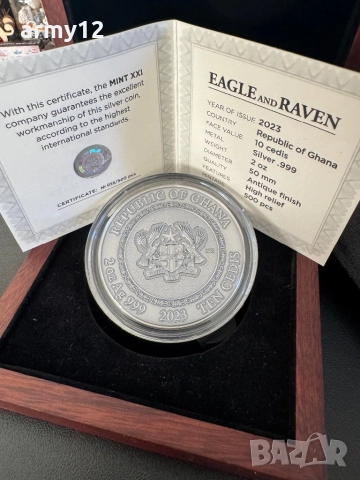 army12
With this certificate, the MINT XXI
company guarantees the excellent
workmanship of this silver coin,
according to the highest
international standards.
CERTIFICATE:
EAGLE AND RAVEN
YEAR OF ISSUE 2023
COUNTRY Republic of Ghana
FACE VALUE 10 cedis
METAL Silver .999
WEIGHT 2 oz
DIAMETER 50 mm
QUALITY Antique finish
FEATURES High relief
500 pcs
REPUBLIC OF GHANA
2 oz Ag 999 2023 TEN CEDIS
BAZAR
bg